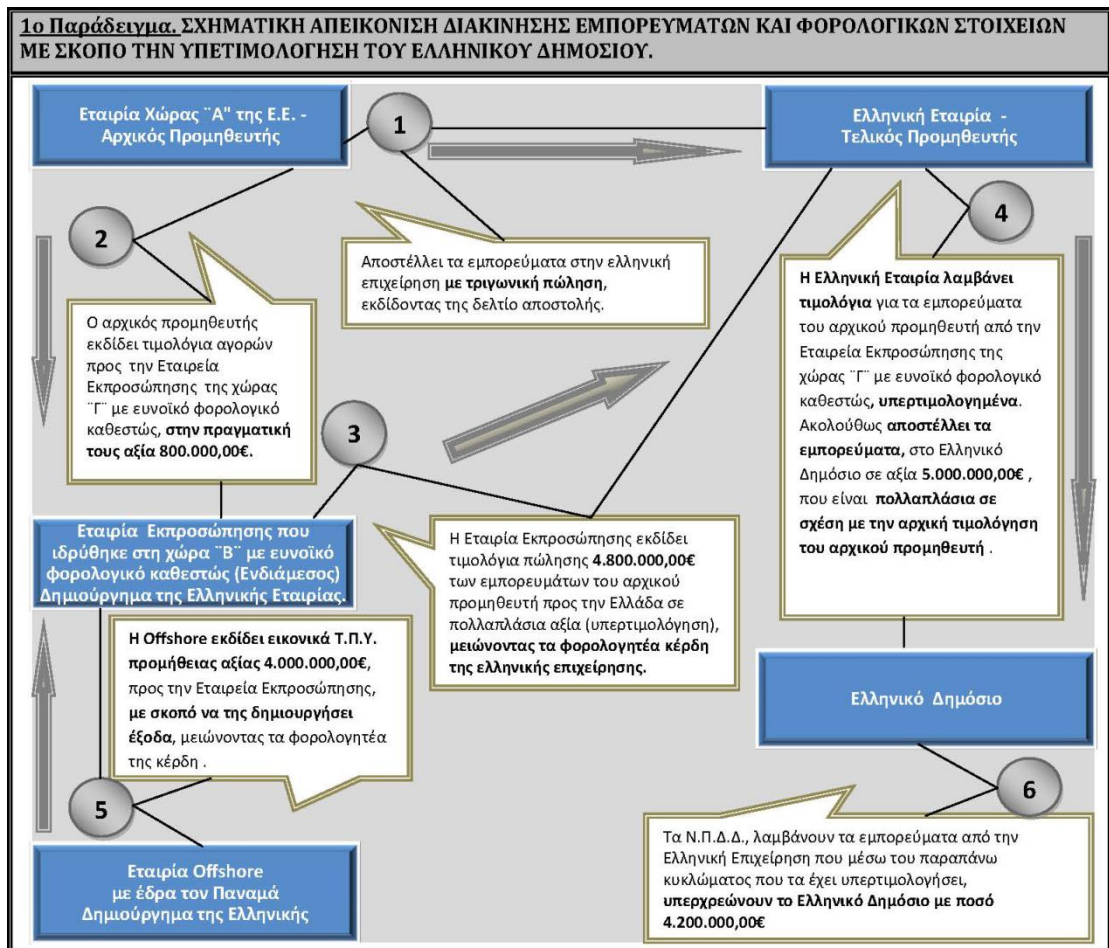 1ο Παράδειγμα. ΣΧΗΜΑΤΙΚΗ ΑΠΕΙΚΟΝΙΣΗ ΔΙΑΚΙΝΗΣΗΣ ΕΜΠΟΡΕΥΜΑΤΩΝ ΚΑΙ ΦΟΡΟΛΟΓΙΚΩΝ ΣΤΟΙΧΕΙΩΝ
ΜΕ ΣΚΟΠΟ ΤΗΝ ΥΠΕΤΙΜΟΛΟΓΗΣΗ ΤΟΥ ΕΛΛΗΝΙΚΟΥ ΔΗΜΟΣΙΟΥ.
Εταιρία Χώρας ¨Α" της Ε.Ε. -
Αρχικός Προμηθευτής
1
Ελληνική Εταιρία -
Τελικός Προμηθευτής
2
4
Αποστέλλει τα εμπορεύματα στην ελληνική
επιχείρηση με τριγωνική πώληση,
εκδίδοντας της δελτίο αποστολής.
Ο αρχικός προμηθευτής
εκδίδει τιμολόγια αγορών
προς την Εταιρεία
Εκπροσώπησης της χώρας
¨Γ¨ με ευνοϊκό φορολογικό
καθεστώς, στην πραγματική
τους αξία 800.000,00€.
Η Ελληνική Εταιρία λαμβάνει
τιμολόγια για τα εμπορεύματα
του αρχικού προμηθευτή από την
Εταιρεία Εκπροσώπησης της
χώρας ¨Γ¨ με ευνοϊκό φορολογικό
καθεστώς, υπερτιμολογημένα.
Ακολούθως αποστέλλει τα
εμπορεύματα, στο Ελληνικό
Δημόσιο σε αξία 5.000.000,00€ ,
που είναι πολλαπλάσια σε
σχέση με την αρχική τιμολόγηση
του αρχικού προμηθευτή .
3
Εταιρία Εκπροσώπησης που
ιδρύθηκε στη χώρα ¨Β¨ με ευνοϊκό
φορολογικό καθεστώς (Ενδιάμεσος)
Δημιούργημα της Ελληνικής Εταιρίας.
Η Εταιρία Εκπροσώπησης εκδίδει
τιμολόγια πώλησης 4.800.000,00€
των εμπορευμάτων του αρχικού
προμηθευτή προς την Ελλάδα σε
πολλαπλάσια αξία (υπερτιμολόγηση),
μειώνοντας τα φορολογητέα κέρδη
της ελληνικής επιχείρησης.
Η Offshore εκδίδει εικονικά Τ.Π.Υ.
προμήθειας αξίας 4.000.000,00€,
προς την Εταιρεία Εκπροσώπησης,
με σκοπό να της δημιουργήσει
έξοδα, μειώνοντας τα φορολογητέα
της κέρδη .
Ελληνικό Δημόσιο
5
6
Εταιρία Offshore
με έδρα τον Παναμά
Δημιούργημα της Ελληνικής
Τα Ν.Π.Δ.Δ., λαμβάνουν τα εμπορεύματα από την
Ελληνική Επιχείρηση που μέσω του παραπάνω
κυκλώματος που τα έχει υπερτιμολογήσει,
υπερχρεώνουν το Ελληνικό Δημόσιο με ποσό
4.200.000,00€